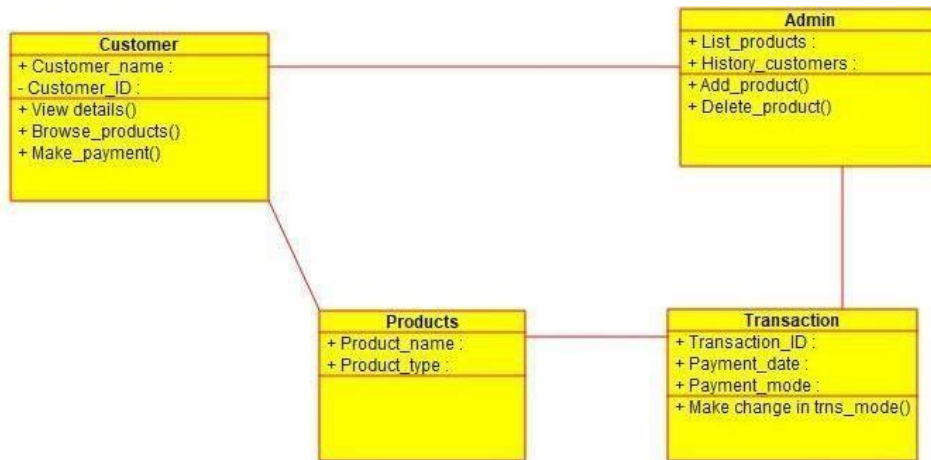 Customer
+ Customer_name :
- Customer_ID :
+ View details()
+ Browse_products()
+ Make_payment()
Admin
+ List_products :
+ History_customers :
+ Add_product()
+ Delete_product()
Products
+ Product_name :
+ Product_type :
Transaction
+ Transaction_ID :
+ Payment_date :
+ Payment_mode :
+ Make change in trns_mode()